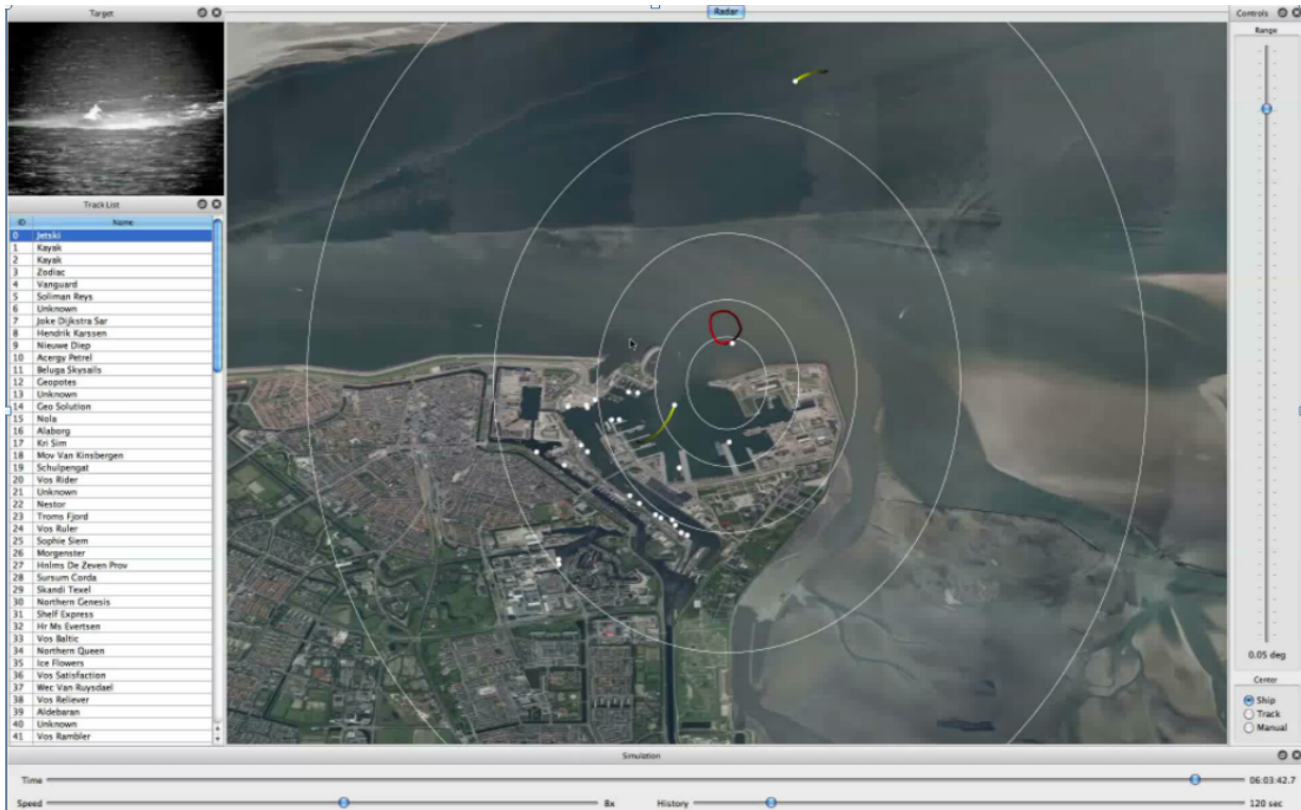 Target
Radar
Controls
Range
Track List
ID Name
0 Jetski
1 Kayak
2 Kayak
3 Zodiac
4 Vanguard
5 Soliman Reys
6 Unknown
7 Joke Dijkstra Sar
8 Hendrik Karssen
9 Nieuwe Diep
10 Acergy Petrel
11 Beluga Skysails
12 Geopotes
13 Unknown
14 Geo Solution
15 Nola
16 Alaborg
17 Kri Sim
18 Mov Van Kinsbergen
19 Schulpengat
20 Vos Rider
21 Unknown
22 Nestor
23 Troms Fjord
24 Vos Ruler
25 Sophie Siem
26 Morgenster
27 Hnlms De Zeven Prov
28 Sursum Corda
29 Skandi Texel
30 Northern Genesis
31 Shelf Express
32 Hr Ms Evertsen
33 Vos Baltic
34 Northern Queen
35 Ice Flowers
36 Vos Satisfaction
37 Wec Van Ruysdael
38 Vos Reliever
39 Aldebaran
40 Unknown
41 Vos Rambler
0.05 deg
Center
Ship
Track
Manual
Simulation
Time 06:03:42.7
Speed 8x History 120 sec